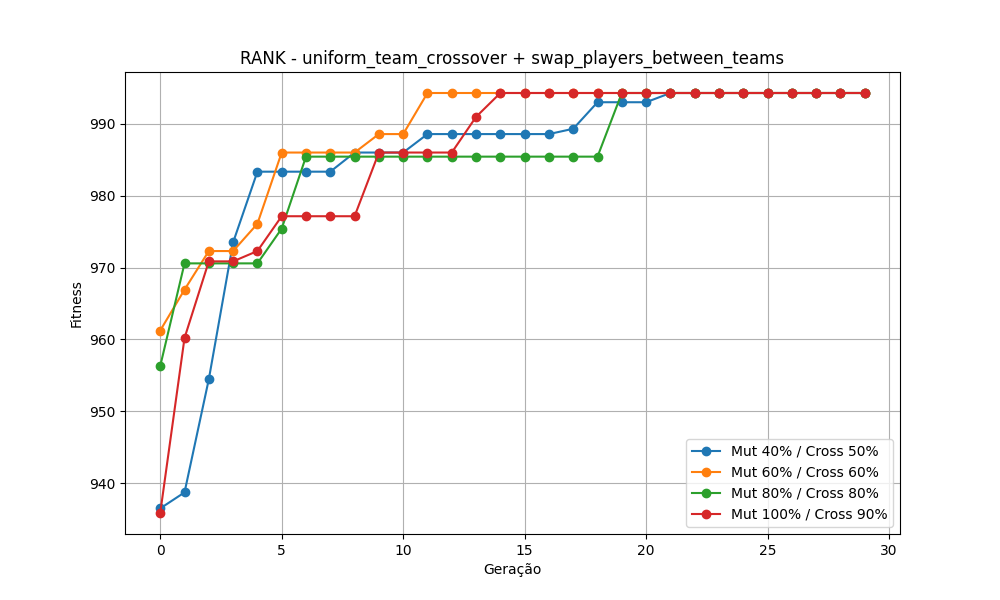 RANK - uniform_team_crossover + swap_players_between_teams
Fitness
990
980
970
960
950
940
0 5 10 15 20 25 30
Geração
Mut 40% / Cross 50%
Mut 60% / Cross 60%
Mut 80% / Cross 80%
Mut 100% / Cross 90%